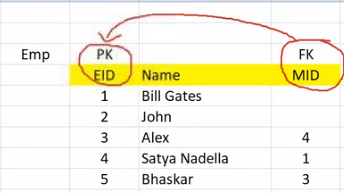 Emp PK FK
EID Name MID
1 Bill Gates
2 John
3 Alex 4
4 Satya Nadella 1
5 Bhaskar 3